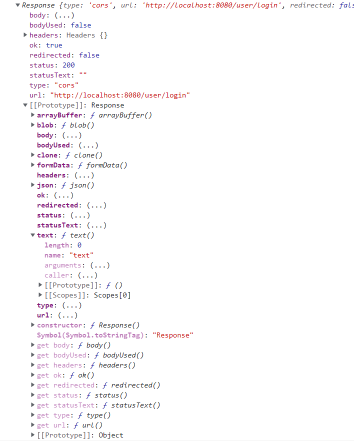 ▼Response {type: 'cors', url: 'http://localhost:8080/user/login', redirected: fals
body: (...)
bodyUsed: false
▶headers: Headers {}
ok: true
redirected: false
status: 200
statusText: ""
type: "cors"
url: "http://localhost:8080/user/login"
▼[[Prototype]]: Response
▶arrayBuffer: ƒ arrayBuffer()
▶blob: ƒ blob()
body: (...)
bodyUsed: (...)
▶clone: ƒ clone()
▶formData: ƒ formData()
headers: (...)
▶json: ƒ json()
ok: (...)
redirected: (...)
status: (...)
statusText: (...)
▼text: ƒ text()
length: 0
name: "text"
arguments: (...)
caller: (...)
▶[[Prototype]]: ƒ ()
▶[[Scopes]]: Scopes[0]
type: (...)
url: (...)
▶constructor: ƒ Response()
Symbol(Symbol.toStringTag): "Response"
▶get body: ƒ body()
▶get bodyUsed: ƒ bodyUsed()
▶get headers: ƒ headers()
▶get ok: ƒ ok()
▶get redirected: ƒ redirected()
▶get status: ƒ status()
▶get statusText: ƒ statusText()
▶get type: ƒ type()
▶get url: ƒ url()
▶[[Prototype]]: Object